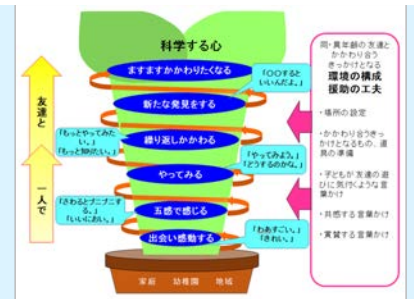 科学する心
ますますかかわりたくなる
「○○すると
いいんだよ。」
新たな発見をする
「もっとやってみた
い。」
「もっと知りたい。」
繰り返しかかわる
「やってみよう。」
「どうするのかな。」
やってみる
「さわるとプニプニす
る。」
「いいにおい。」
五感で感じる
出会い感動する
「わあすごい。」
「きれい。」
家庭 幼稚園 地域
友達と
一人で
同・異年齢の友達と
かかわり合う
きっかけとなる
環境の構成
援助の工夫
・場所の設定
・かかわり合うきっ
かけとなるもの、道
具の準備
・子どもが友達の遊
びに気付くような言
葉かけ
・共感する言葉かけ
・賞賛する言葉かけ